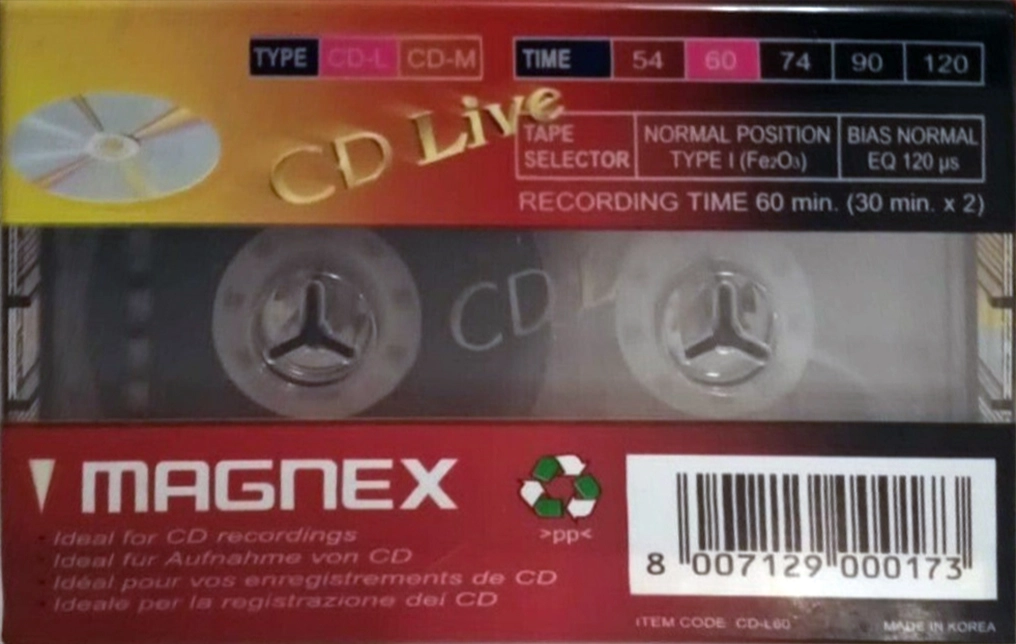 TYPE CD-L CD-M TIME 54 60 74 90 120
CD Live
TAPE SELECTOR NORMAL POSITION TYPE I (Fe2O3) BIAS NORMAL EQ 120 µs
RECORDING TIME 60 min. (30 min. x 2)
CD L
MAGNEX
· Ideal for CD recordings
· Ideal für Aufnahme von CD
· Idéal pour vos enregistrements de CD
· Ideale per la registrazione dei CD
>pp<
8 007129 000173
ITEM CODE CD-L60
MADE IN KOREA